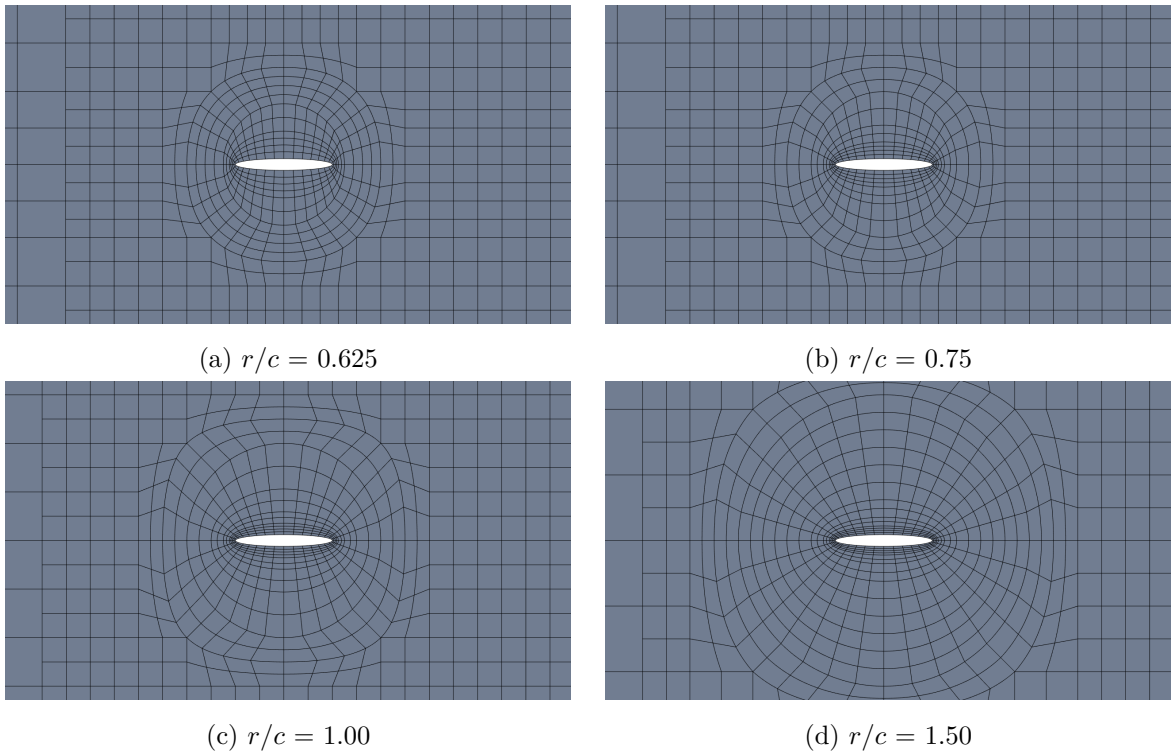 (a) r/c = 0.625
(b) r/c = 0.75
(c) r/c = 1.00
(d) r/c = 1.50